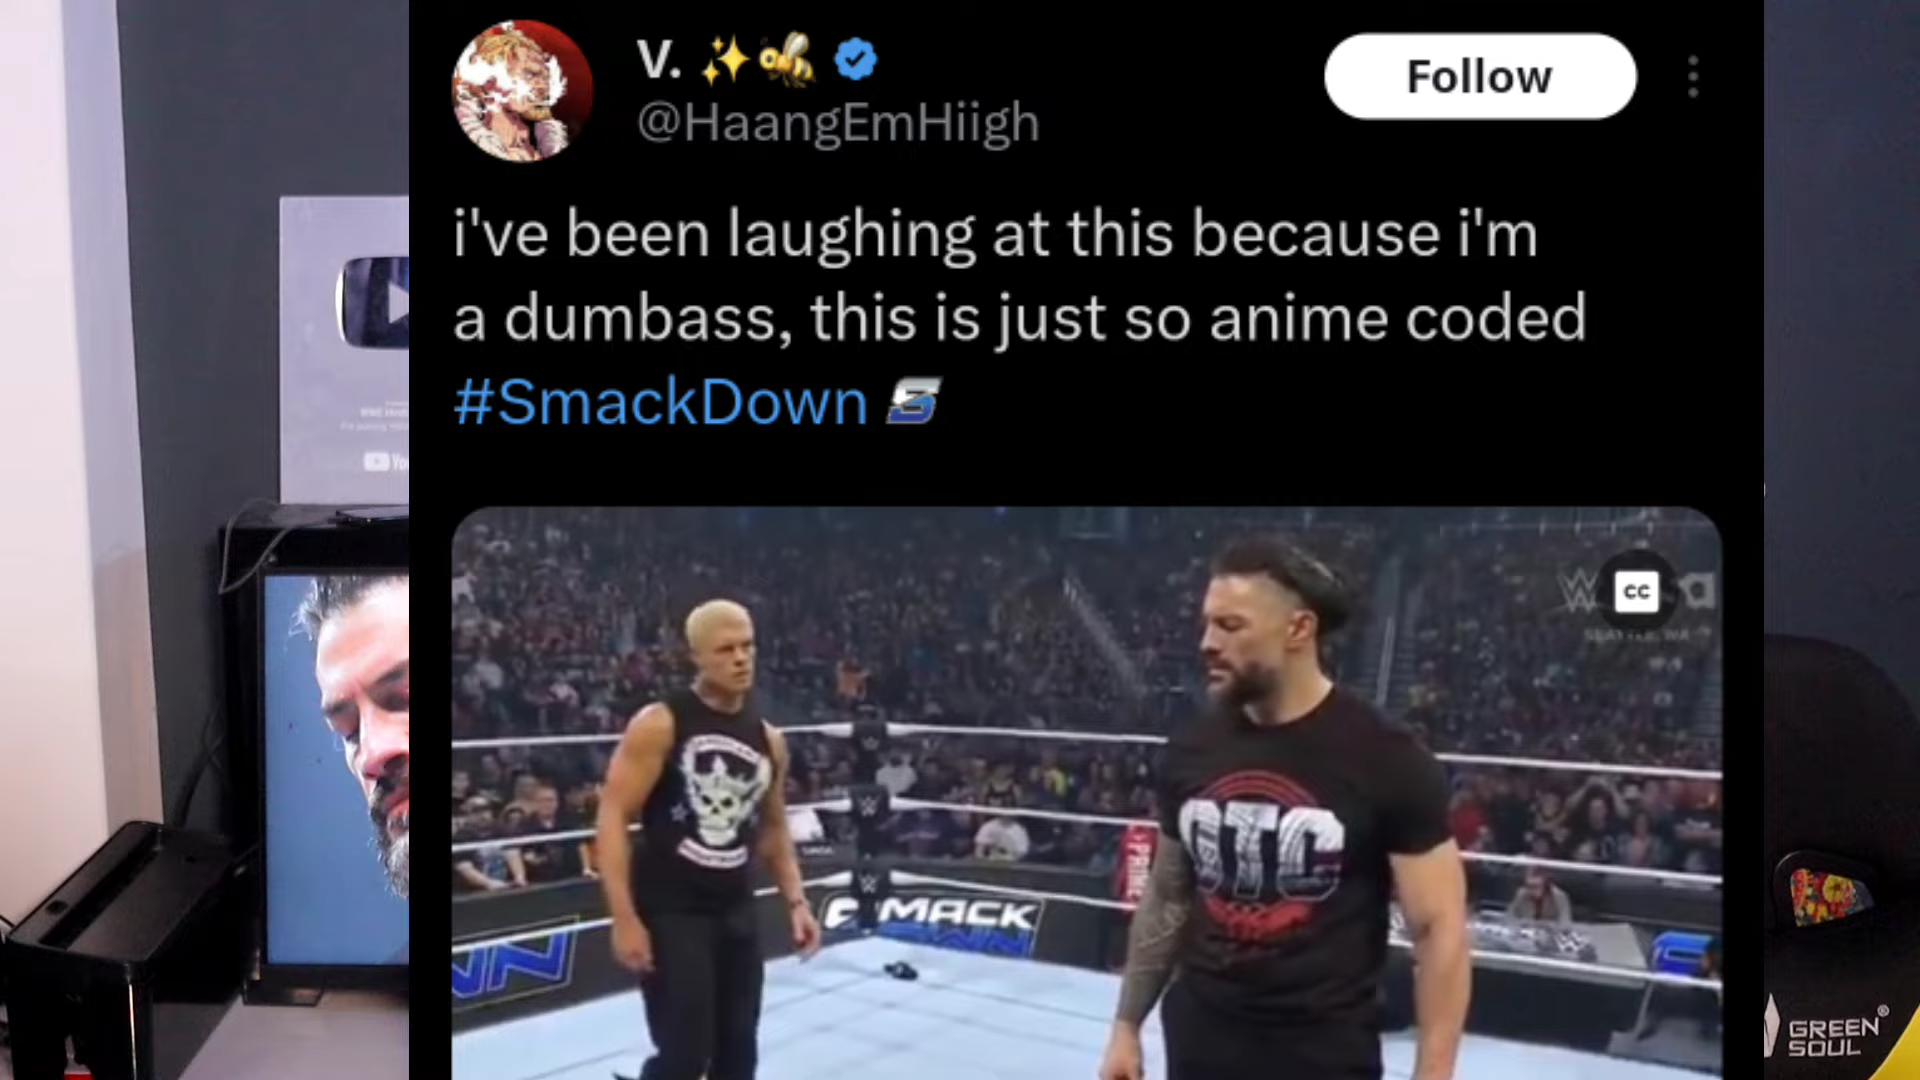 V. ✨🐝
@HaangEmHiigh
Follow
i've been laughing at this because i'm
a dumbass, this is just so anime coded
#SmackDown
CC
OTC
SMACK
GREEN
SOUL